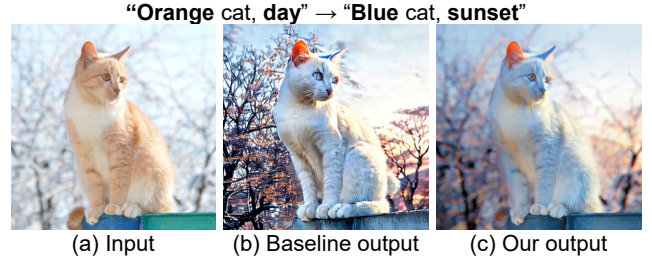 “Orange cat, day” → “Blue cat, sunset”
(a) Input
(b) Baseline output
(c) Our output